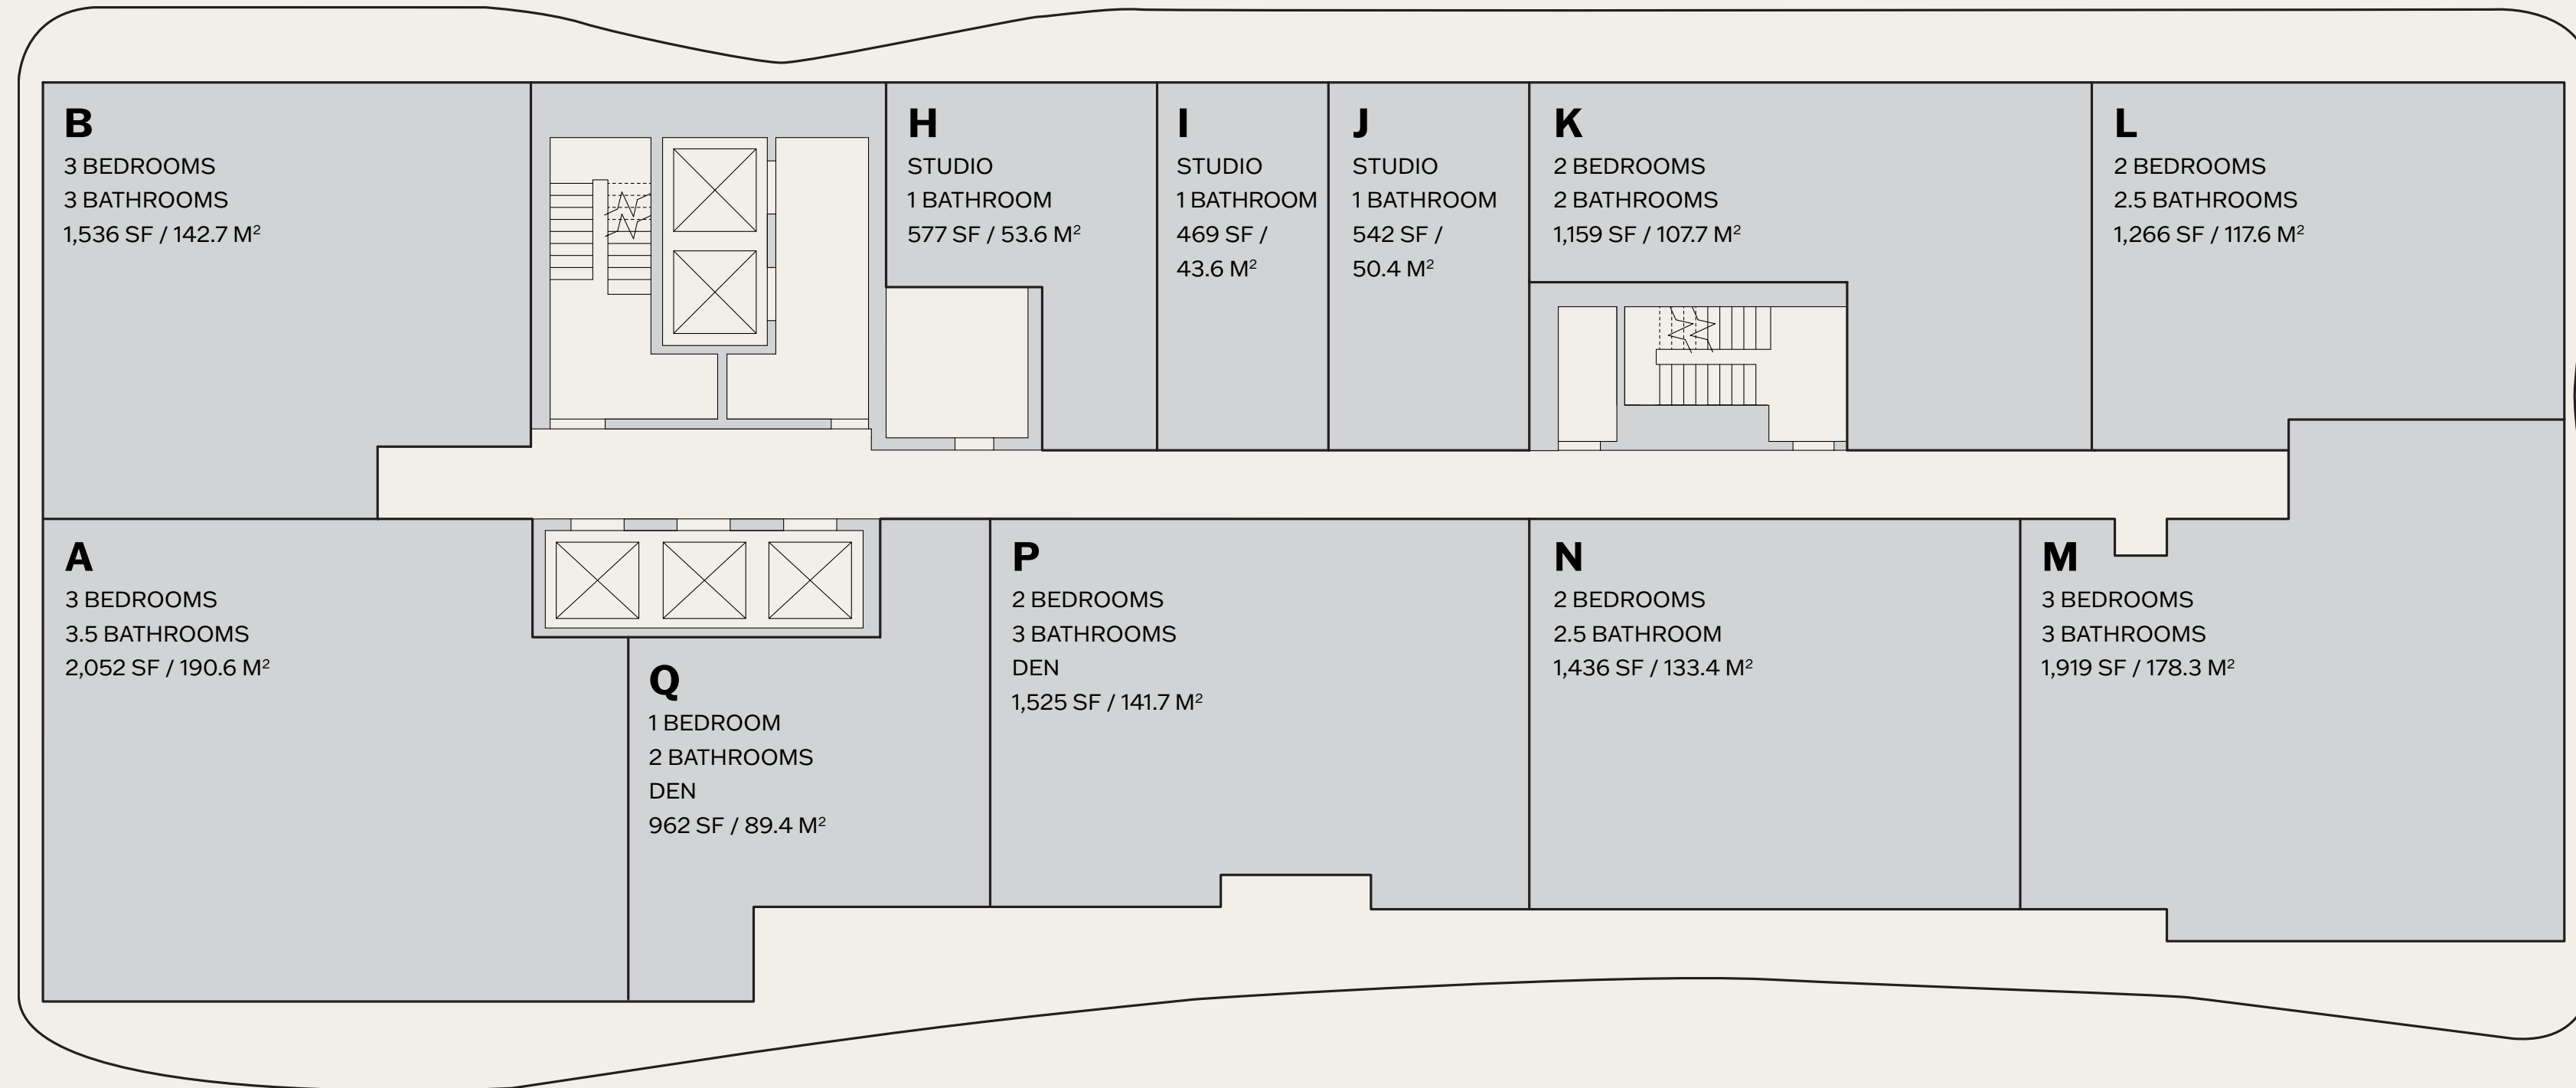 B
3 BEDROOMS
3 BATHROOMS
1,536 SF / 142.7 M²
H
STUDIO
1 BATHROOM
577 SF / 53.6 M²
I
STUDIO
1 BATHROOM
469 SF /
43.6 M²
J
STUDIO
1 BATHROOM
542 SF /
50.4 M²
K
2 BEDROOMS
2 BATHROOMS
1,159 SF / 107.7 M²
L
2 BEDROOMS
2.5 BATHROOMS
1,266 SF / 117.6 M²
A
3 BEDROOMS
3.5 BATHROOMS
2,052 SF / 190.6 M²
Q
1 BEDROOM
2 BATHROOMS
DEN
962 SF / 89.4 M²
P
2 BEDROOMS
3 BATHROOMS
DEN
1,525 SF / 141.7 M²
N
2 BEDROOMS
2.5 BATHROOM
1,436 SF / 133.4 M²
M
3 BEDROOMS
3 BATHROOMS
1,919 SF / 178.3 M²